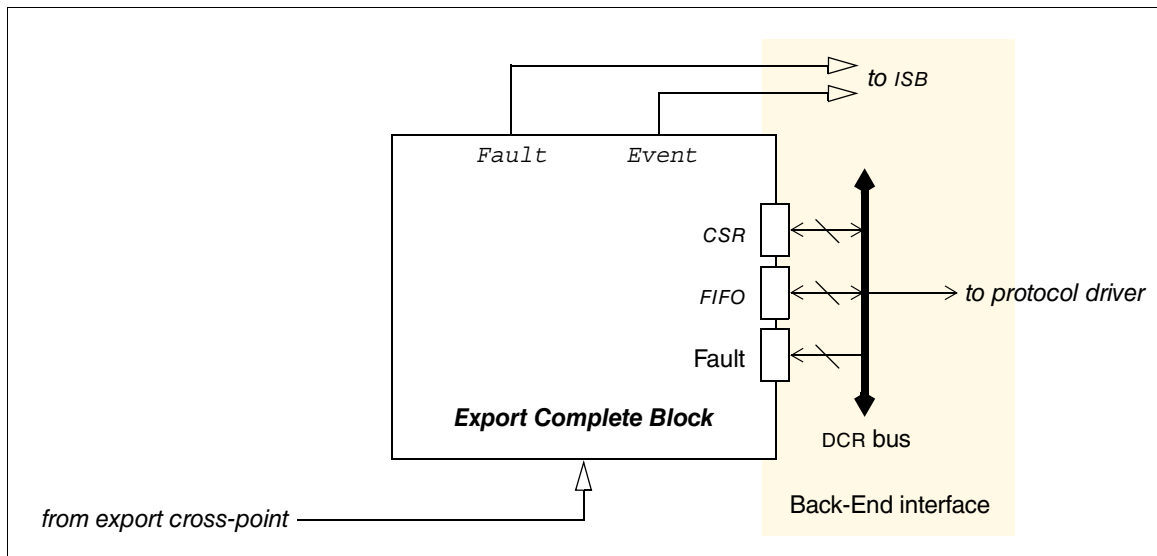 to ISB
Fault Event
CSR
FIFO
to protocol driver
Fault
Export Complete Block
DCR bus
Back-End interface
from export cross-point